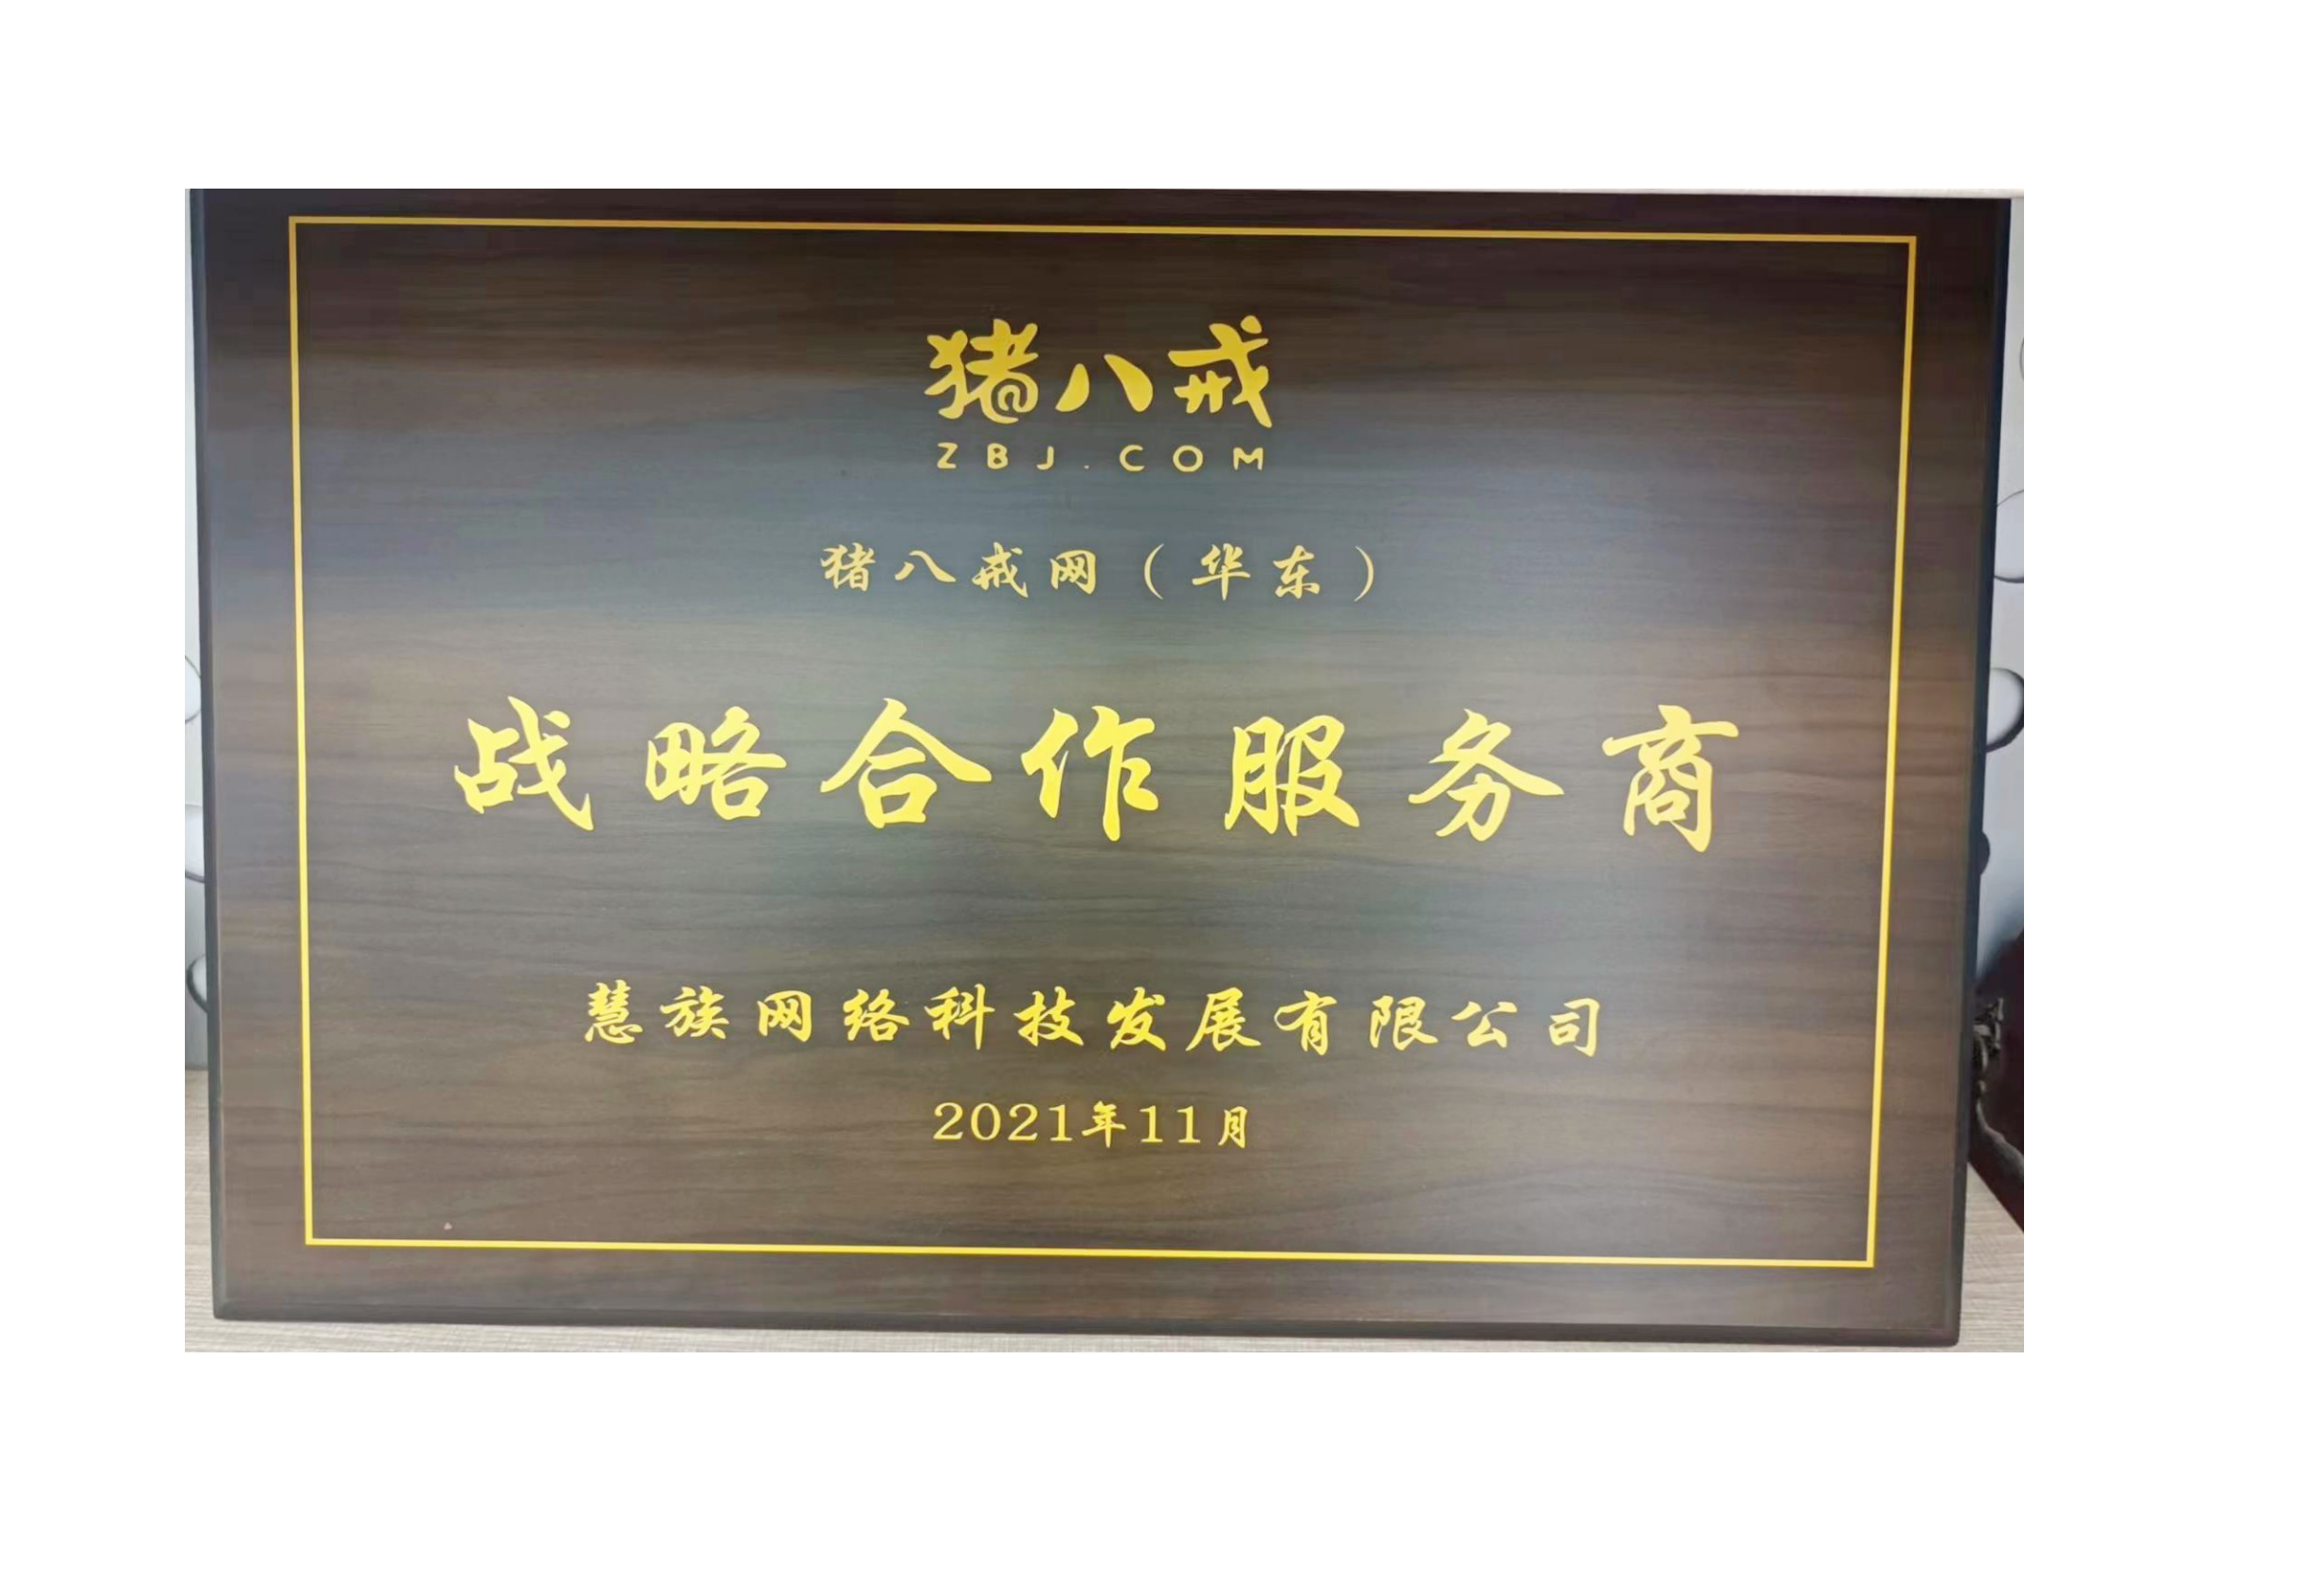 猪八戒
ZBJ.COM
猪八戒网（华东）
战略合作服务商
慧族网络科技发展有限公司
2021年11月